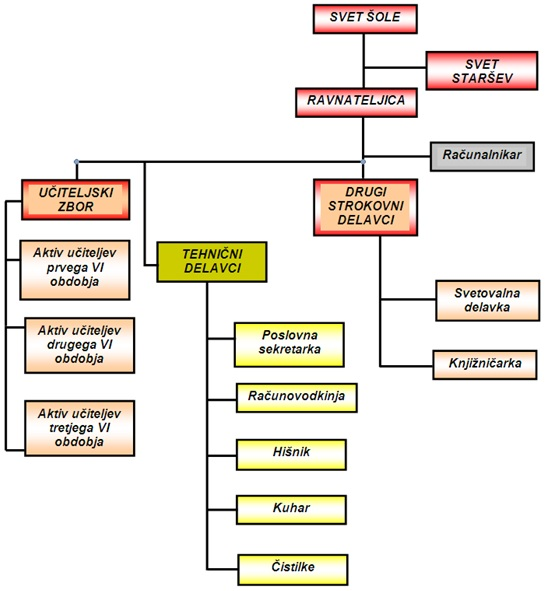 SVET ŠOLE
SVET
STARŠEV
RAVNATELJICA
Računalnikar
UČITELJSKI
ZBOR
DRUGI
STROKOVNI
DELAVCI
Aktiv učiteljev
prvega VI
obdobja
TEHNIČNI
DELAVCI
Svetovalna
delavka
Aktiv učiteljev
drugega VI
obdobja
Poslovna
sekretarka
Knjižničarka
Računovodkinja
Aktiv učiteljev
tretjega VI
obdobja
Hišnik
Kuhar
Čistilke